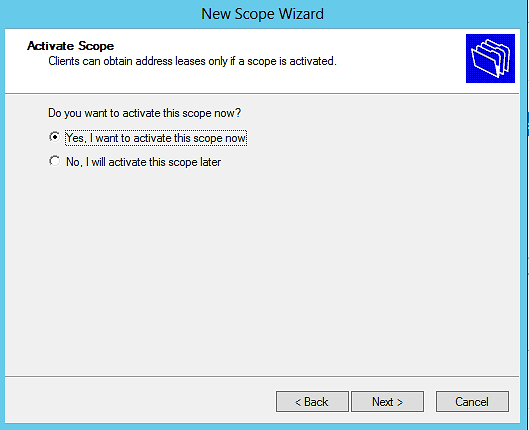 New Scope Wizard
Activate Scope
Clients can obtain address leases only if a scope is activated.
Do you want to activate this scope now?
Yes, I want to activate this scope now
No, I will activate this scope later
< Back Next > Cancel